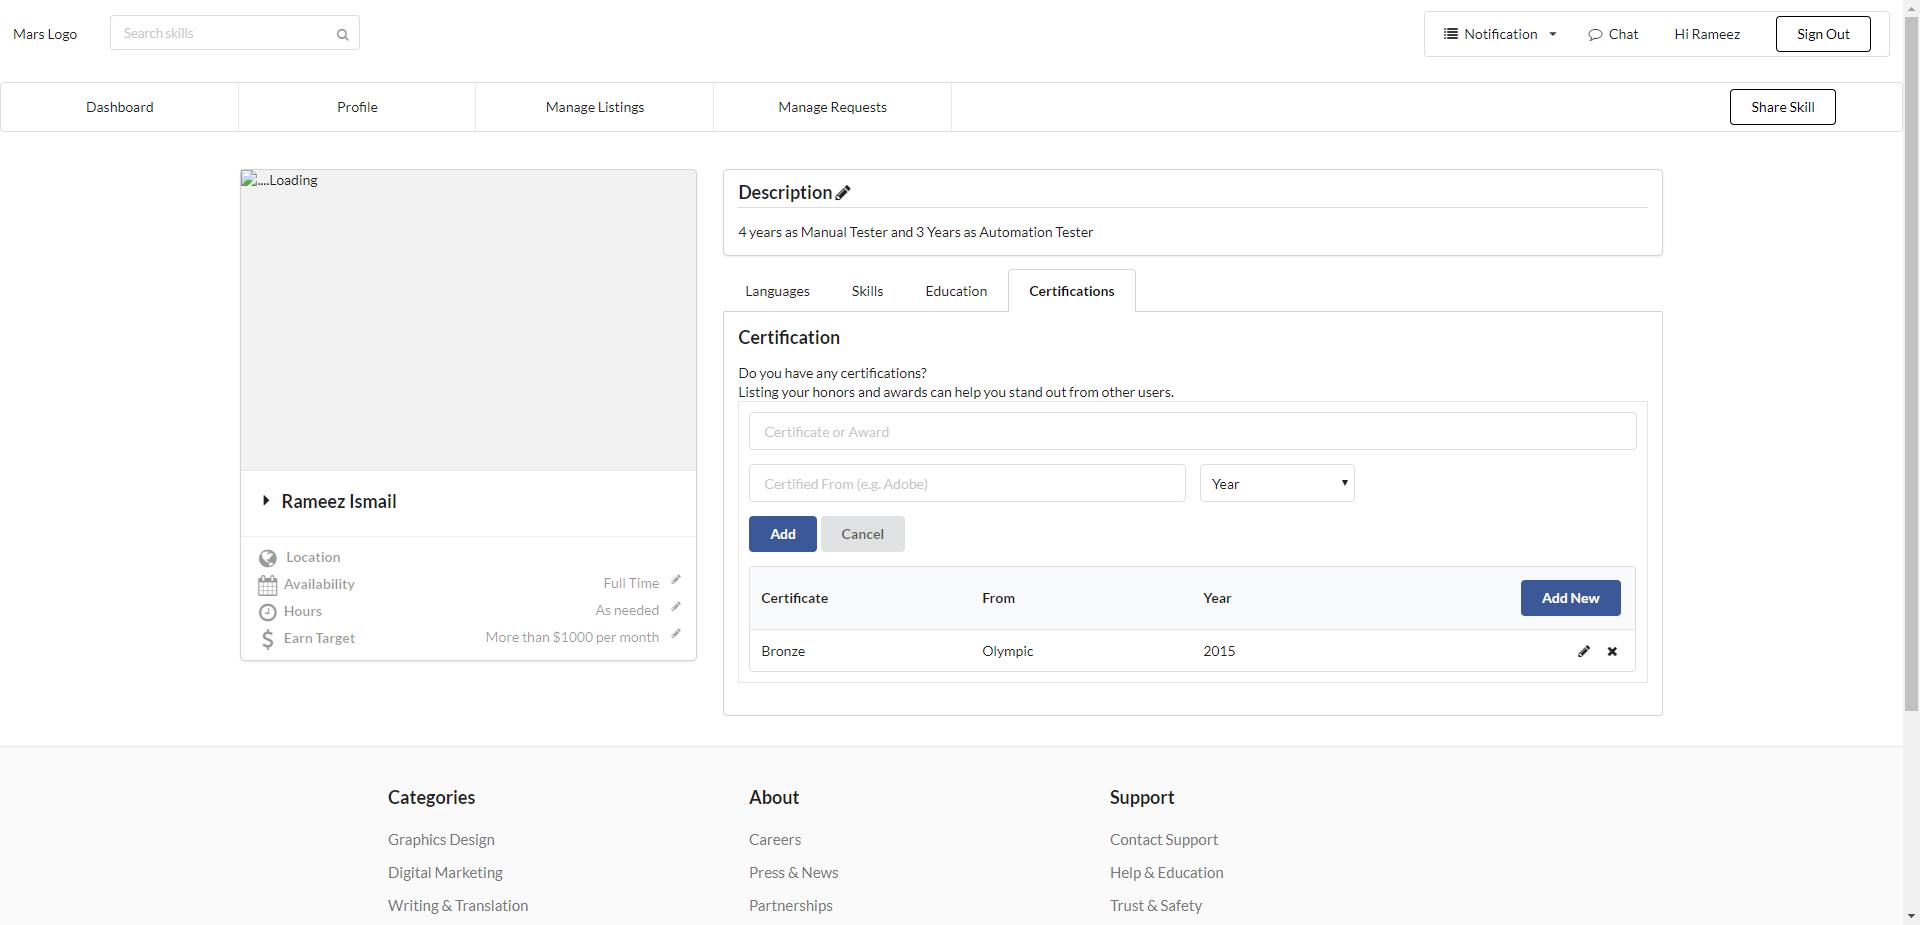 Mars Logo
Search skills
Notification
Chat
Hi Rameez
Sign Out
Dashboard
Profile
Manage Listings
Manage Requests
Share Skill
....Loading
Rameez Ismail
Location
Availability
Full Time
Hours
As needed
Earn Target
More than $1000 per month
Description
4 years as Manual Tester and 3 Years as Automation Tester
Languages
Skills
Education
Certifications
Certification
Do you have any certifications?
Listing your honors and awards can help you stand out from other users.
Certificate or Award
Certified From (e.g. Adobe)
Year
Add
Cancel
Certificate
From
Year
Add New
Bronze
Olympic
2015
Categories
Graphics Design
Digital Marketing
Writing & Translation
About
Careers
Press & News
Partnerships
Support
Contact Support
Help & Education
Trust & Safety